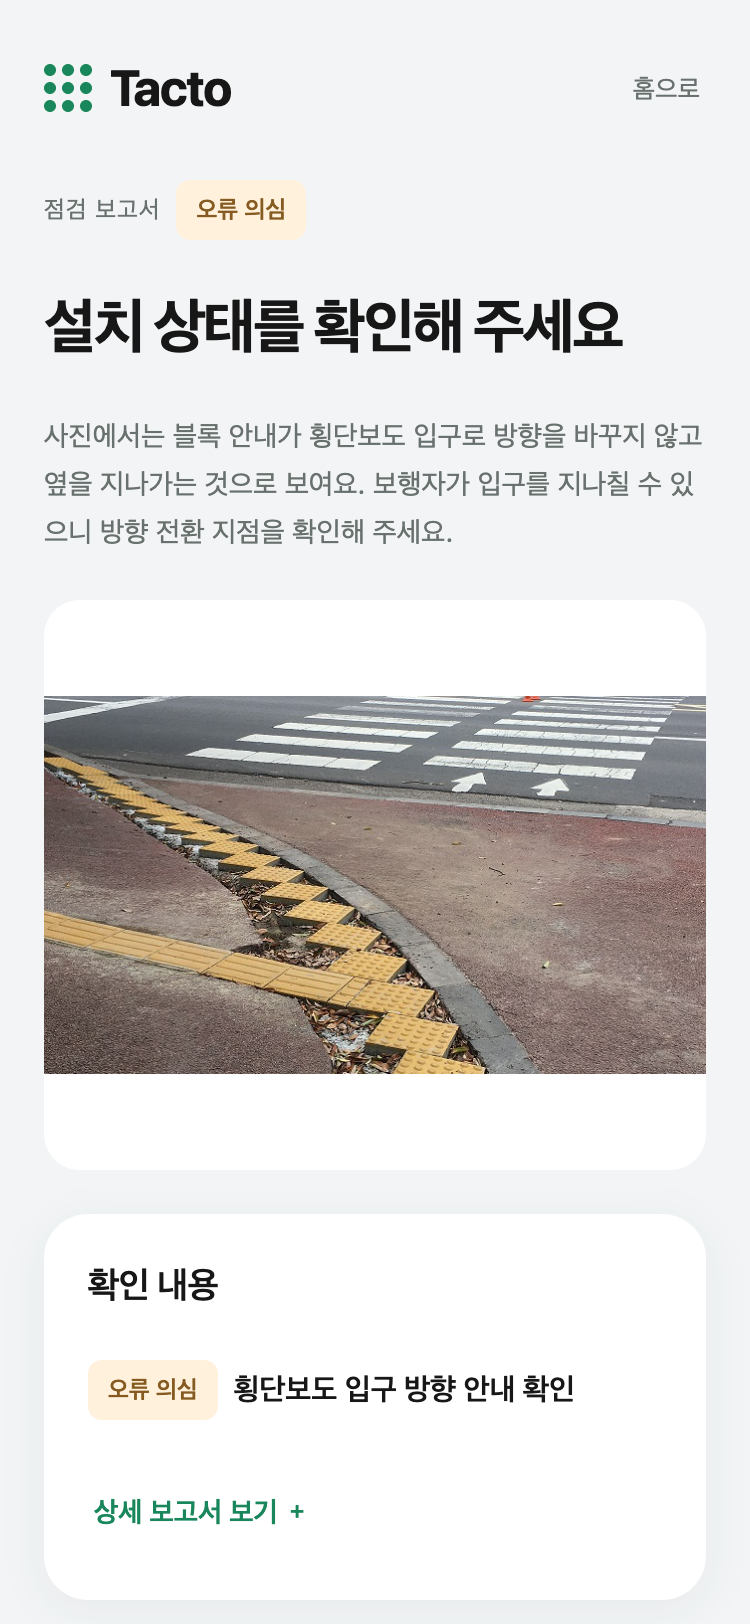 Tacto
홈으로
점검 보고서
오류 의심
설치 상태를 확인해 주세요
사진에서는 블록 안내가 횡단보도 입구로 방향을 바꾸지 않고
옆을 지나가는 것으로 보여요. 보행자가 입구를 지나칠 수 있
으니 방향 전환 지점을 확인해 주세요.
확인 내용
오류 의심
횡단보도 입구 방향 안내 확인
상세 보고서 보기 +